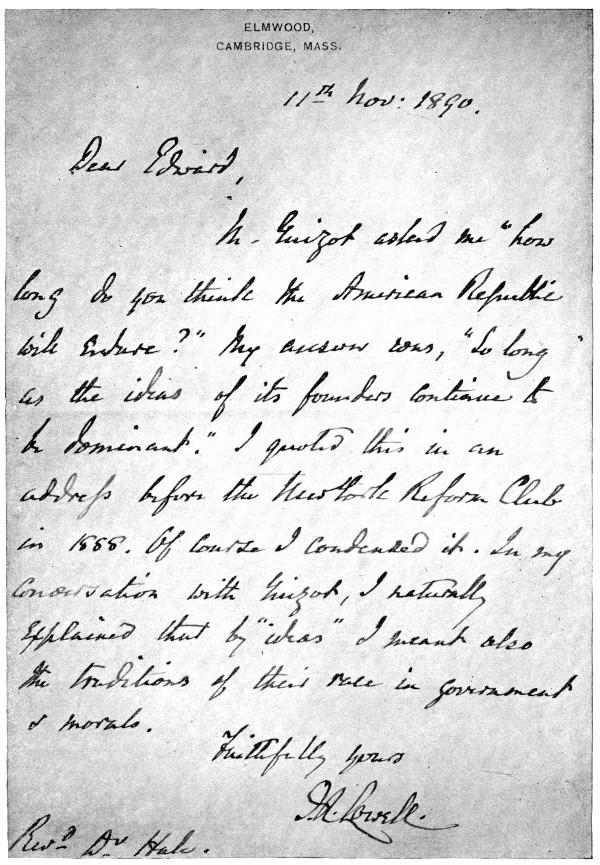 ELMWOOD,
CAMBRIDGE, MASS.
11th Nov: 1890.
Dear Edward,
M. Guizot asked me "how
long do you think the American Republic
will endure?" My answer was, "So long
as the ideas of its founders continue to
be dominant." I quoted this in an
address before the New York Reform Club
in 1888. Of course I condensed it. In my
conversation with Guizot, I naturally
explained that by "ideas" I meant also
the traditions of their race in government
& morals.
Faithfully yours
J. R. Lowell.
Revd Dr Hale.